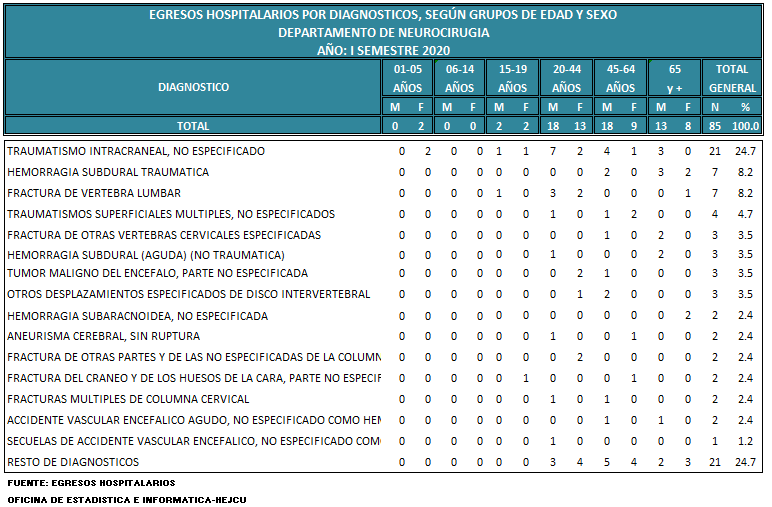 EGRESOS HOSPITALARIOS POR DIAGNOSTICOS, SEGÚN GRUPOS DE EDAD Y SEXO
DEPARTAMENTO DE NEUROCIRUGIA
AÑO: I SEMESTRE 2020
DIAGNOSTICO 01-05 AÑOS 06-14 AÑOS 15-19 AÑOS 20-44 AÑOS 45-64 AÑOS 65 y + TOTAL GENERAL
M F M F M F M F M F M F N %
TOTAL 0 2 0 0 2 2 18 13 18 9 13 8 85 100.0
TRAUMATISMO INTRACRANEAL, NO ESPECIFICADO 0 2 0 0 1 1 7 2 4 1 3 0 21 24.7
HEMORRAGIA SUBDURAL TRAUMATICA 0 0 0 0 0 0 0 0 2 0 3 2 7 8.2
FRACTURA DE VERTEBRA LUMBAR 0 0 0 0 1 0 3 2 0 0 0 1 7 8.2
TRAUMATISMOS SUPERFICIALES MULTIPLES, NO ESPECIFICADOS 0 0 0 0 0 0 1 0 1 2 0 0 4 4.7
FRACTURA DE OTRAS VERTEBRAS CERVICALES ESPECIFICADAS 0 0 0 0 0 0 0 0 1 0 2 0 3 3.5
HEMORRAGIA SUBDURAL (AGUDA) (NO TRAUMATICA) 0 0 0 0 0 0 1 0 0 0 2 0 3 3.5
TUMOR MALIGNO DEL ENCEFALO, PARTE NO ESPECIFICADA 0 0 0 0 0 0 0 2 1 0 0 0 3 3.5
OTROS DESPLAZAMIENTOS ESPECIFICADOS DE DISCO INTERVERTEBRAL 0 0 0 0 0 0 0 1 2 0 0 0 3 3.5
HEMORRAGIA SUBARACNOIDEA, NO ESPECIFICADA 0 0 0 0 0 0 0 0 0 0 0 2 2 2.4
ANEURISMA CEREBRAL, SIN RUPTURA 0 0 0 0 0 0 1 0 0 1 0 0 2 2.4
FRACTURA DE OTRAS PARTES Y DE LAS NO ESPECIFICADAS DE LA COLUMN 0 0 0 0 0 0 0 2 0 0 0 0 2 2.4
FRACTURA DEL CRANEO Y DE LOS HUESOS DE LA CARA, PARTE NO ESPECIF 0 0 0 0 0 1 0 0 0 1 0 0 2 2.4
FRACTURAS MULTIPLES DE COLUMNA CERVICAL 0 0 0 0 0 0 1 0 1 0 0 0 2 2.4
ACCIDENTE VASCULAR ENCEFALICO AGUDO, NO ESPECIFICADO COMO HEM 0 0 0 0 0 0 0 0 1 0 1 0 2 2.4
SECUELAS DE ACCIDENTE VASCULAR ENCEFALICO, NO ESPECIFICADO COMO 0 0 0 0 0 0 1 0 0 0 0 0 1 1.2
RESTO DE DIAGNOSTICOS 0 0 0 0 0 0 3 4 5 4 2 3 21 24.7
FUENTE: EGRESOS HOSPITALARIOS
OFICINA DE ESTADISTICA E INFORMATICA-HEJCU